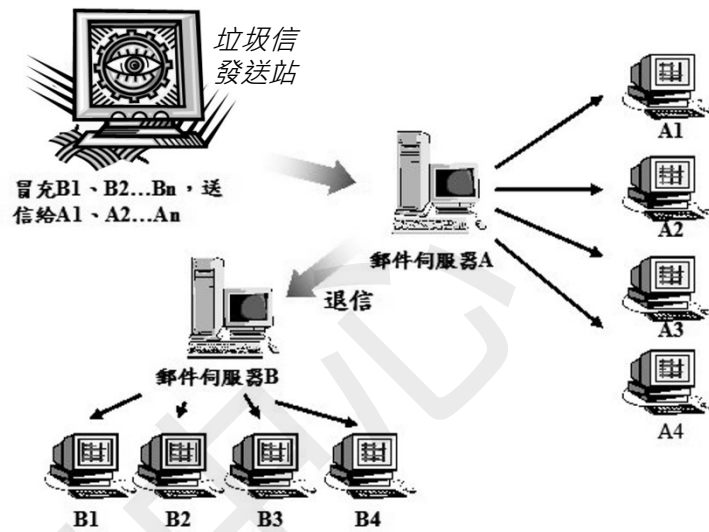 垃圾信
發送站
冒充B1、B2...Bn，送
信給A1、A2...An
A1
A2
郵件伺服器A
退信
A3
郵件伺服器B
A4
B1
B2
B3
B4